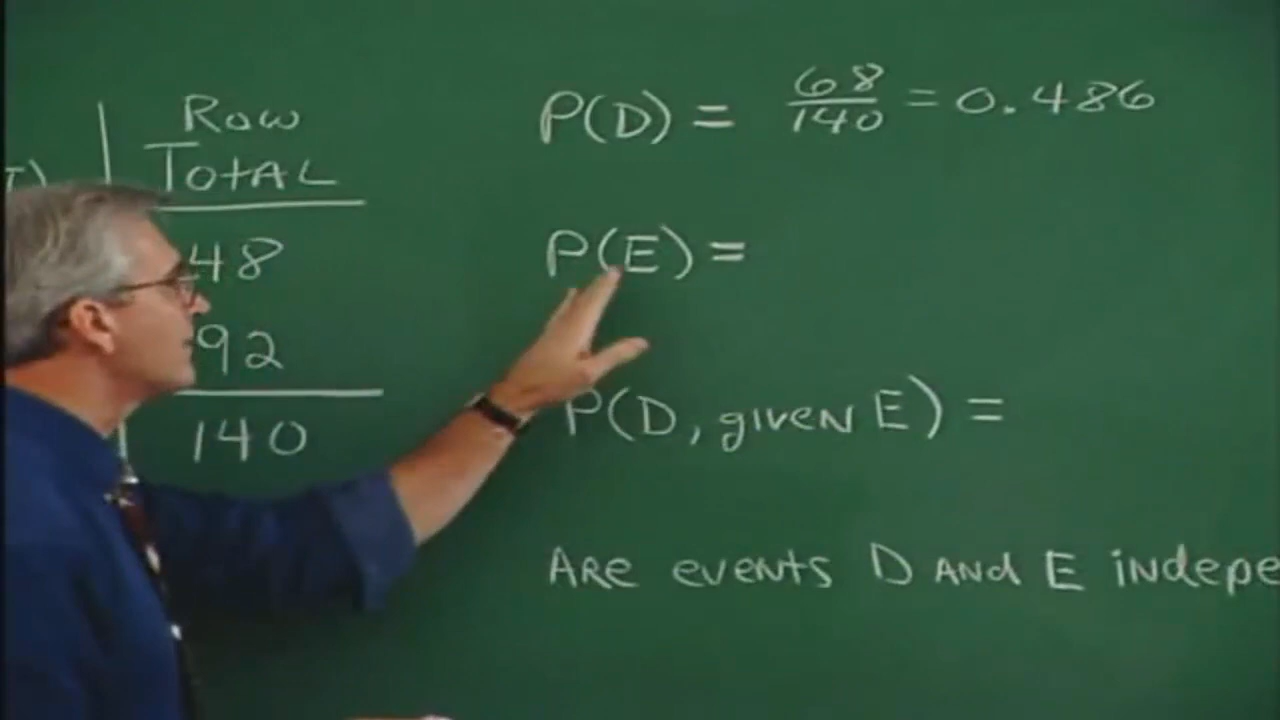 Row
TOTAL
48
92
140
P(D) = 68/140 = 0.486
P(E) =
P(D, given E) =
ARE events D AND E indepe